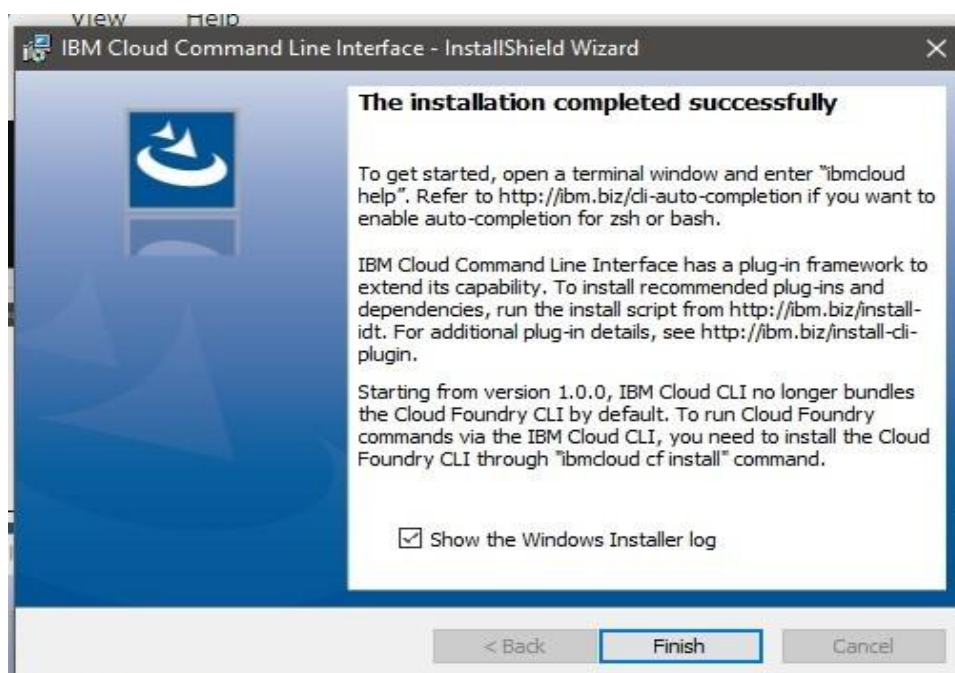 View Help
IBM Cloud Command Line Interface - InstallShield Wizard
The installation completed successfully
To get started, open a terminal window and enter "ibmcloud
help". Refer to http://ibm.biz/cli-auto-completion if you want to
enable auto-completion for zsh or bash.
IBM Cloud Command Line Interface has a plug-in framework to
extend its capability. To install recommended plug-ins and
dependencies, run the install script from http://ibm.biz/install-
idt. For additional plug-in details, see http://ibm.biz/install-cli-
plugin.
Starting from version 1.0.0, IBM Cloud CLI no longer bundles
the Cloud Foundry CLI by default. To run Cloud Foundry
commands via the IBM Cloud CLI, you need to install the Cloud
Foundry CLI through "ibmcloud cf install" command.
Show the Windows Installer log
< Back Finish Cancel